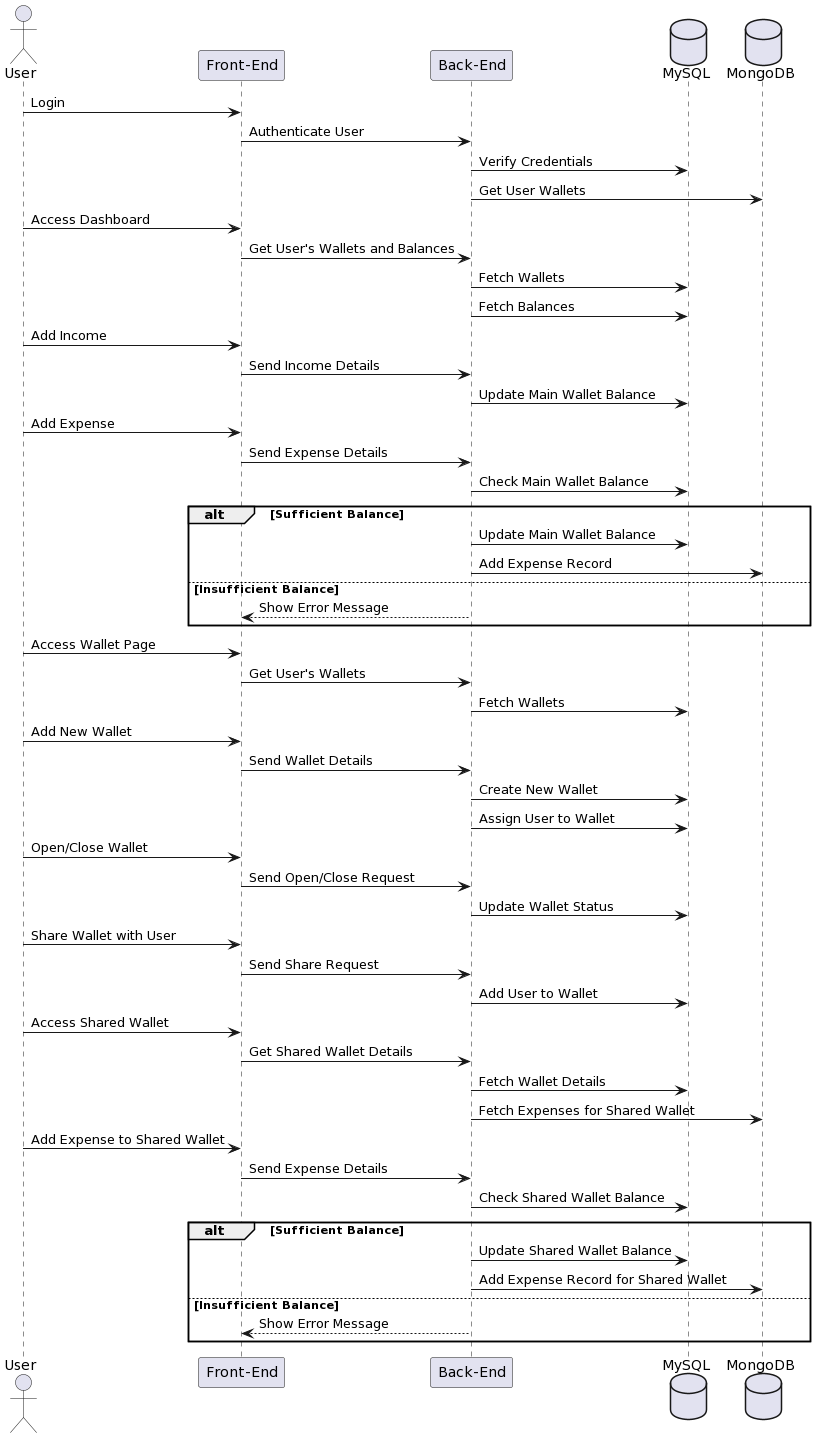 User
Front-End
Back-End
MySQL
MongoDB
Login
Authenticate User
Verify Credentials
Get User Wallets
Access Dashboard
Get User's Wallets and Balances
Fetch Wallets
Fetch Balances
Add Income
Send Income Details
Update Main Wallet Balance
Add Expense
Send Expense Details
Check Main Wallet Balance
alt
[Sufficient Balance]
Update Main Wallet Balance
Add Expense Record
[Insufficient Balance]
Show Error Message
Access Wallet Page
Get User's Wallets
Fetch Wallets
Add New Wallet
Send Wallet Details
Create New Wallet
Assign User to Wallet
Open/Close Wallet
Send Open/Close Request
Update Wallet Status
Share Wallet with User
Send Share Request
Add User to Wallet
Access Shared Wallet
Get Shared Wallet Details
Fetch Wallet Details
Fetch Expenses for Shared Wallet
Add Expense to Shared Wallet
Send Expense Details
Check Shared Wallet Balance
alt
[Sufficient Balance]
Update Shared Wallet Balance
Add Expense Record for Shared Wallet
[Insufficient Balance]
Show Error Message
User
Front-End
Back-End
MySQL
MongoDB